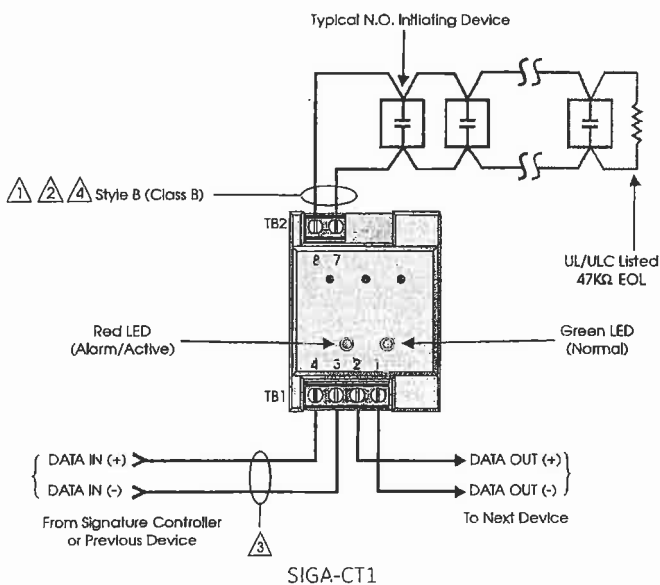 Typical N.O. Initiating Device
1 2 4 Style B (Class B)
TB2
8 7
UL/ULC Listed
47KΩ EOL
Red LED
(Alarm/Active)
Green LED
(Normal)
4 3 2 1
TB1
DATA IN (+)
DATA IN (-)
DATA OUT (+)
DATA OUT (-)
From Signature Controller
or Previous Device
3
To Next Device
SIGA-CT1